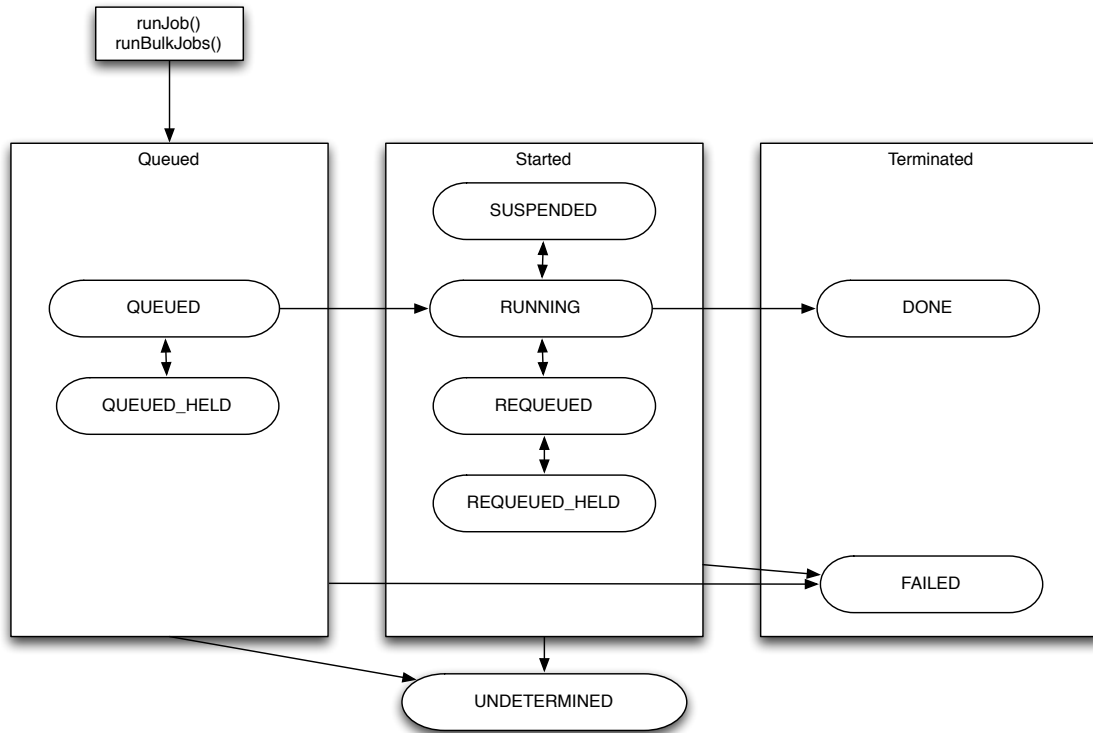 runJob()
runBulkJobs()
Queued
Started
Terminated
SUSPENDED
QUEUED
RUNNING
DONE
QUEUED_HELD
REQUEUED
REQUEUED_HELD
FAILED
UNDETERMINED